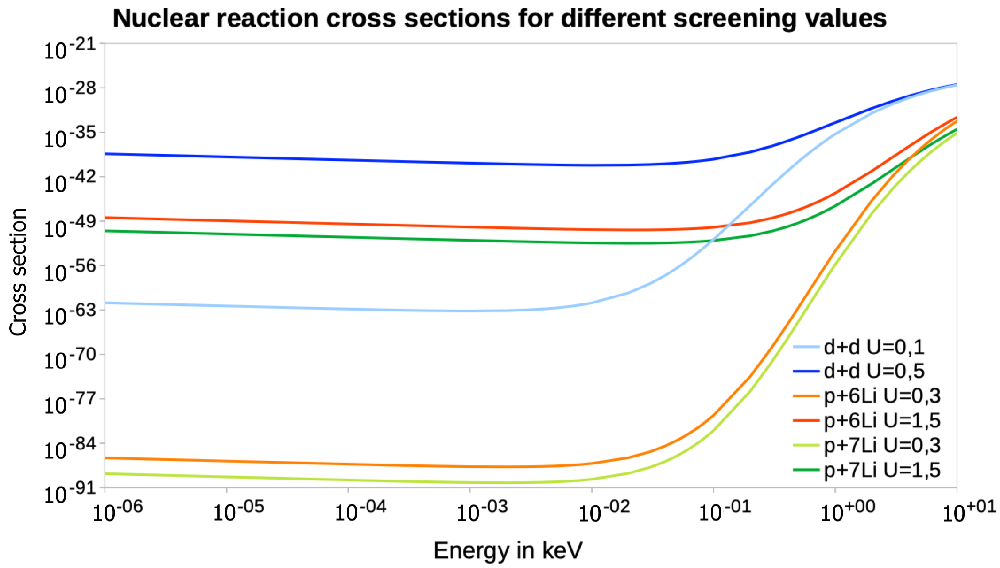 Nuclear reaction cross sections for different screening values
10-21
10-28
10-35
10-42
10-49
10-56
10-63
10-70
10-77
10-84
10-91
Cross section
d+d U=0,1
d+d U=0,5
p+6Li U=0,3
p+6Li U=1,5
p+7Li U=0,3
p+7Li U=1,5
10-06 10-05 10-04 10-03 10-02 10-01 10+00 10+01
Energy in keV